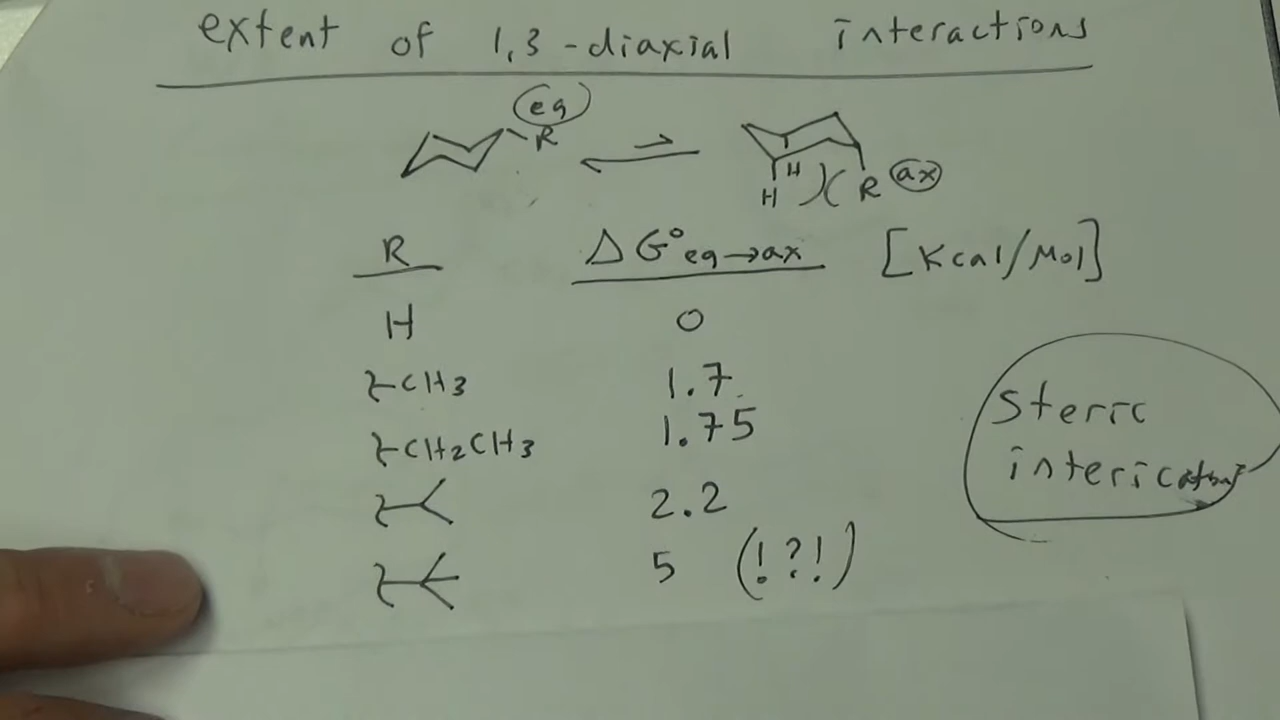 extent of 1,3-diaxial interactions
eq
R
H
H
R ax
R ΔG°eq→ax [Kcal/Mol]
H 0
CH3 1.7
CH2CH3 1.75
2.2
5 (!?!)
Steric